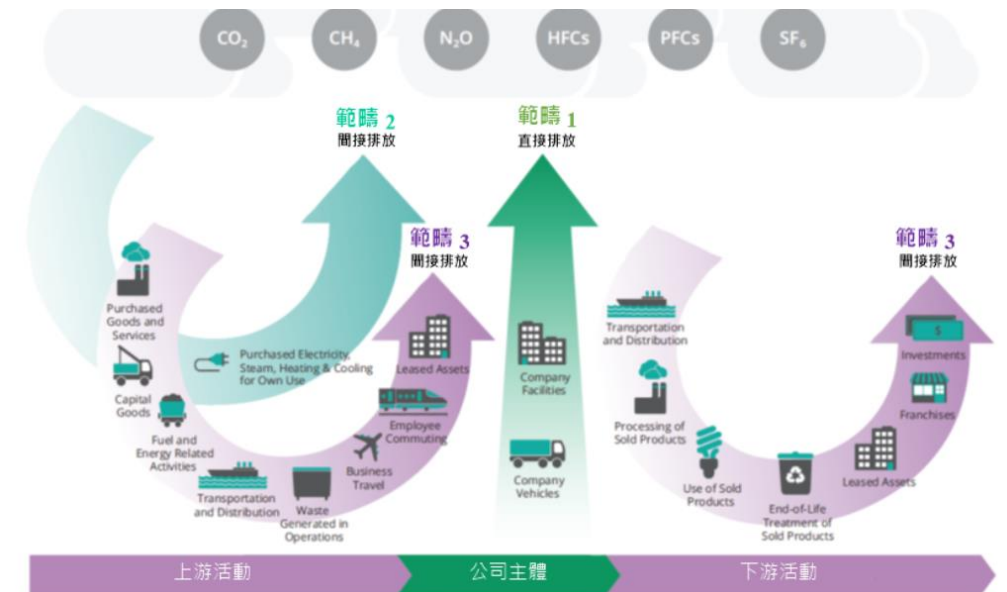 CO₂
CH₄
N₂O
HFCs
PFCs
SF₆
範疇 2
間接排放
範疇 1
直接排放
範疇 3
間接排放
範疇 3
間接排放
Purchased
Goods and
Services
Capital
Goods
Fuel and
Energy Related
Activities
Transportation
and Distribution
Waste
Generated in
Operations
Business
Travel
Employee
Commuting
Leased Assets
Purchased Electricity,
Steam, Heating & Cooling
for Own Use
Company
Facilities
Company
Vehicles
Transportation
and Distribution
Processing of
Sold Products
Use of Sold
Products
End-of-Life
Treatment of
Sold Products
Leased Assets
Franchises
Investments
$
上游活動
公司主體
下游活動